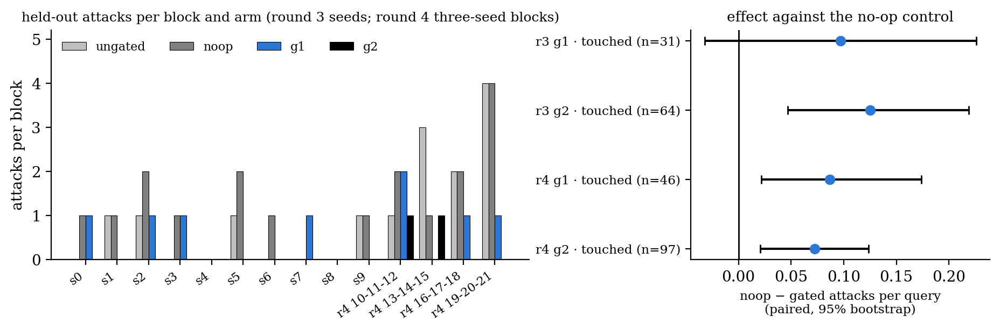 held-out attacks per block and arm (round 3 seeds; round 4 three-seed blocks)
ungated
noop
g1
g2
attacks per block
5
4
3
2
1
0
s0
s1
s2
s3
s4
s5
s6
s7
s8
s9
r4 10-11-12
r4 13-14-15
r4 16-17-18
r4 19-20-21
effect against the no-op control
r3 g1 · touched (n=31)
r3 g2 · touched (n=64)
r4 g1 · touched (n=46)
r4 g2 · touched (n=97)
0.00
0.05
0.10
0.15
0.20
noop − gated attacks per query
(paired, 95% bootstrap)